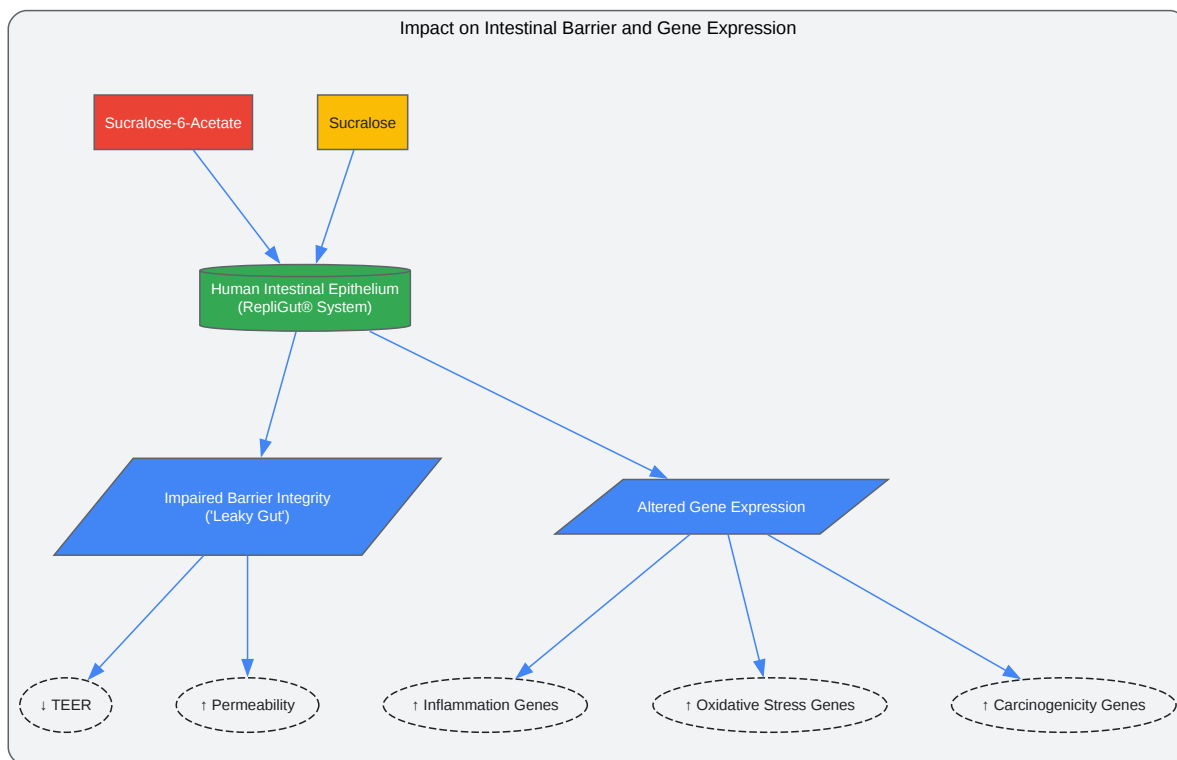 Impact on Intestinal Barrier and Gene Expression
Sucralose-6-Acetate
Sucralose
Human Intestinal Epithelium
(RepliGut® System)
Impaired Barrier Integrity
('Leaky Gut')
Altered Gene Expression
↓ TEER
↑ Permeability
↑ Inflammation Genes
↑ Oxidative Stress Genes
↑ Carcinogenicity Genes